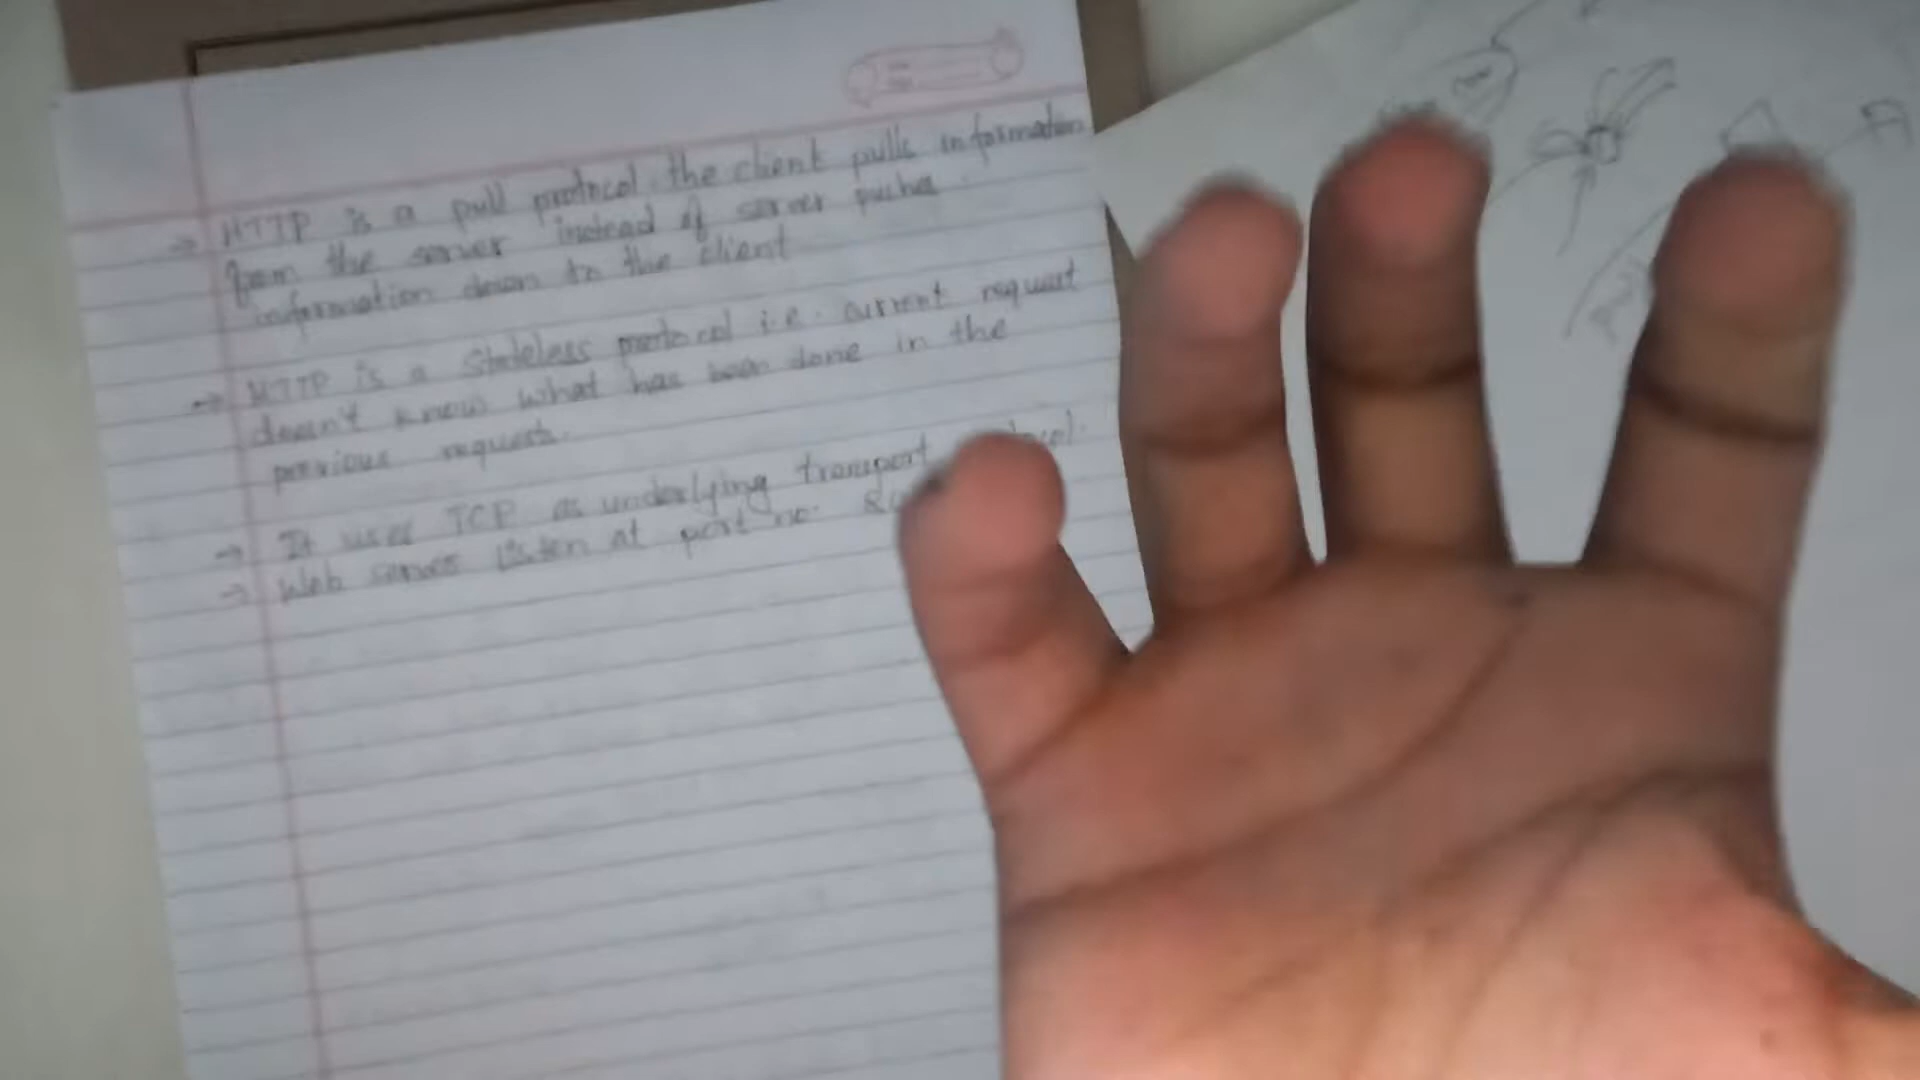 → HTTP is a pull protocol. the client pulls information
from the server instead of server pushes
information down to the client
→ HTTP is a stateless protocol i.e. current request
doesn't know what has been done in the
previous request.
→ It uses TCP as underlying transport
→ Web server listen at port no.